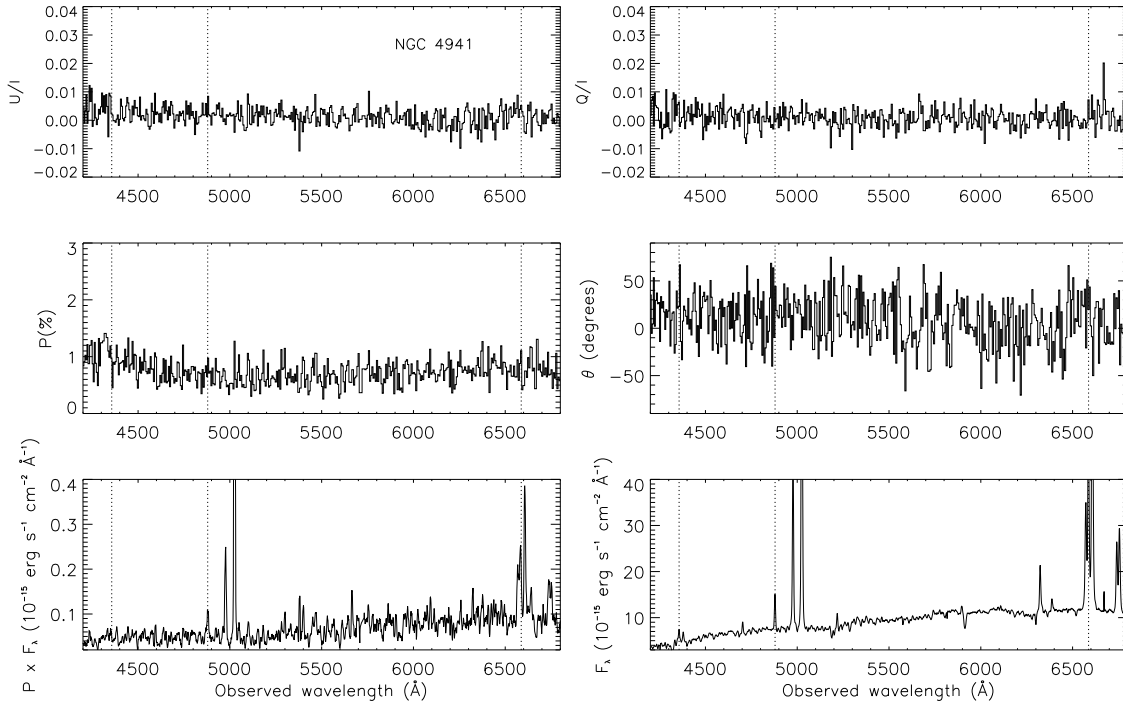 0.04
0.03
0.02
0.01
0.00
−0.01
−0.02
U/I
NGC 4941
4500 5000 5500 6000 6500
0.04
0.03
0.02
0.01
0.00
−0.01
−0.02
Q/I
4500 5000 5500 6000 6500
3
2
1
0
P(%)
4500 5000 5500 6000 6500
50
0
−50
θ (degrees)
4500 5000 5500 6000 6500
0.4
0.3
0.2
0.1
P x Fλ (10⁻¹⁵ erg s⁻¹ cm⁻² Å⁻¹)
4500 5000 5500 6000 6500
Observed wavelength (Å)
40
30
20
10
Fλ (10⁻¹⁵ erg s⁻¹ cm⁻² Å⁻¹)
4500 5000 5500 6000 6500
Observed wavelength (Å)